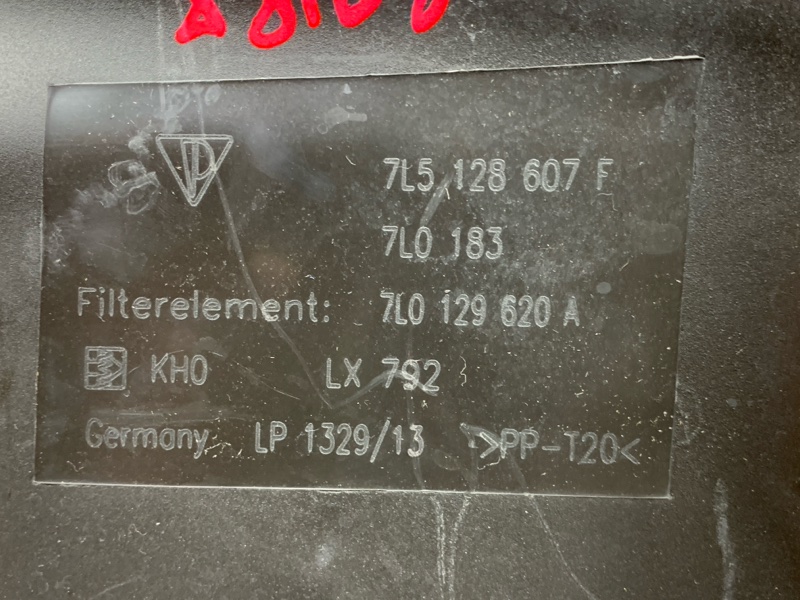 7L5 128 607 F
7L0 183
Filterelement: 7L0 129 620 A
KHO LX 792
Germany LP 1329/13 >PP-T20<